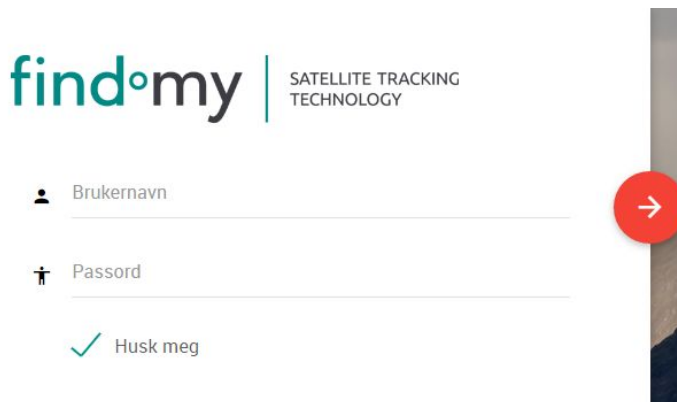 find°my
SATELLITE TRACKING
TECHNOLOGY
Brukernavn
Passord
Husk meg